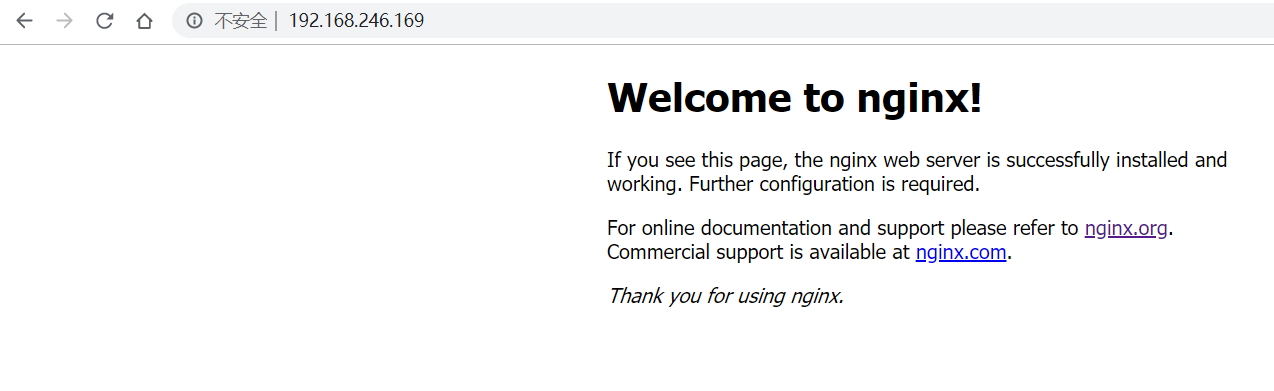 不安全 | 192.168.246.169
Welcome to nginx!
If you see this page, the nginx web server is successfully installed and
working. Further configuration is required.
For online documentation and support please refer to nginx.org.
Commercial support is available at nginx.com.
Thank you for using nginx.